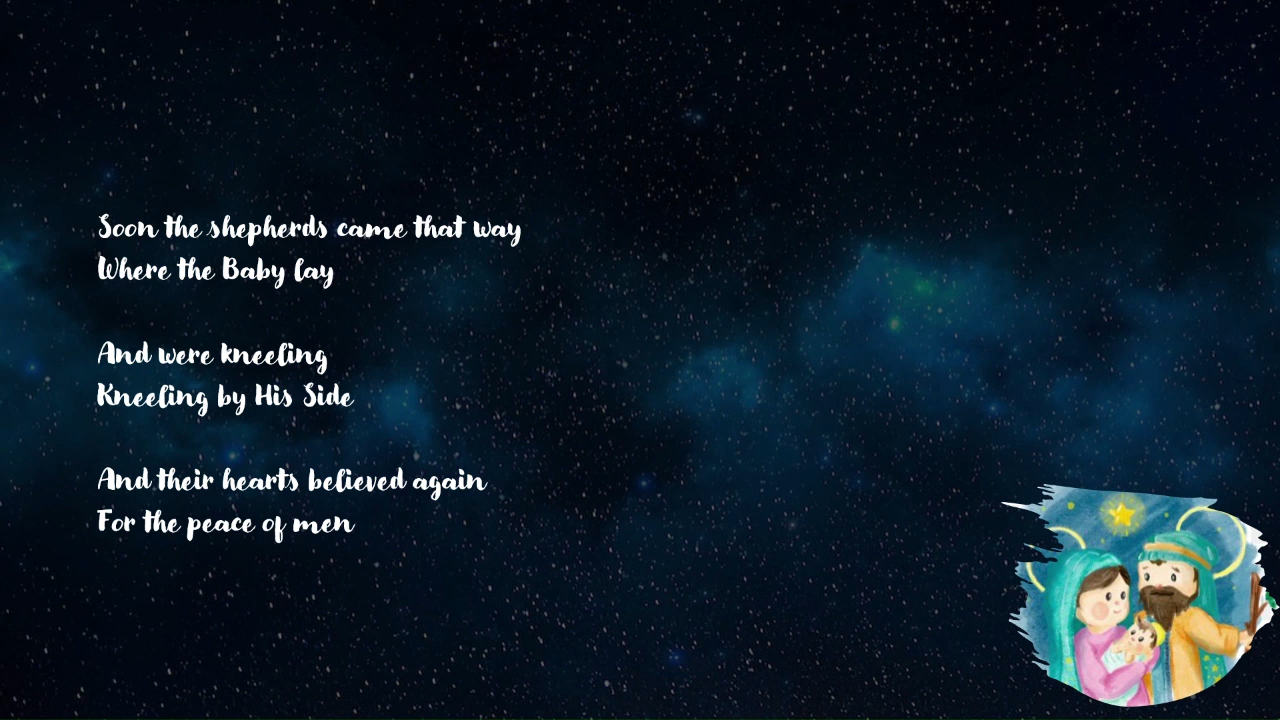 Soon the shepherds came that way
Where the Baby lay
And were kneeling
Kneeling by His Side
And their hearts believed again
For the peace of men